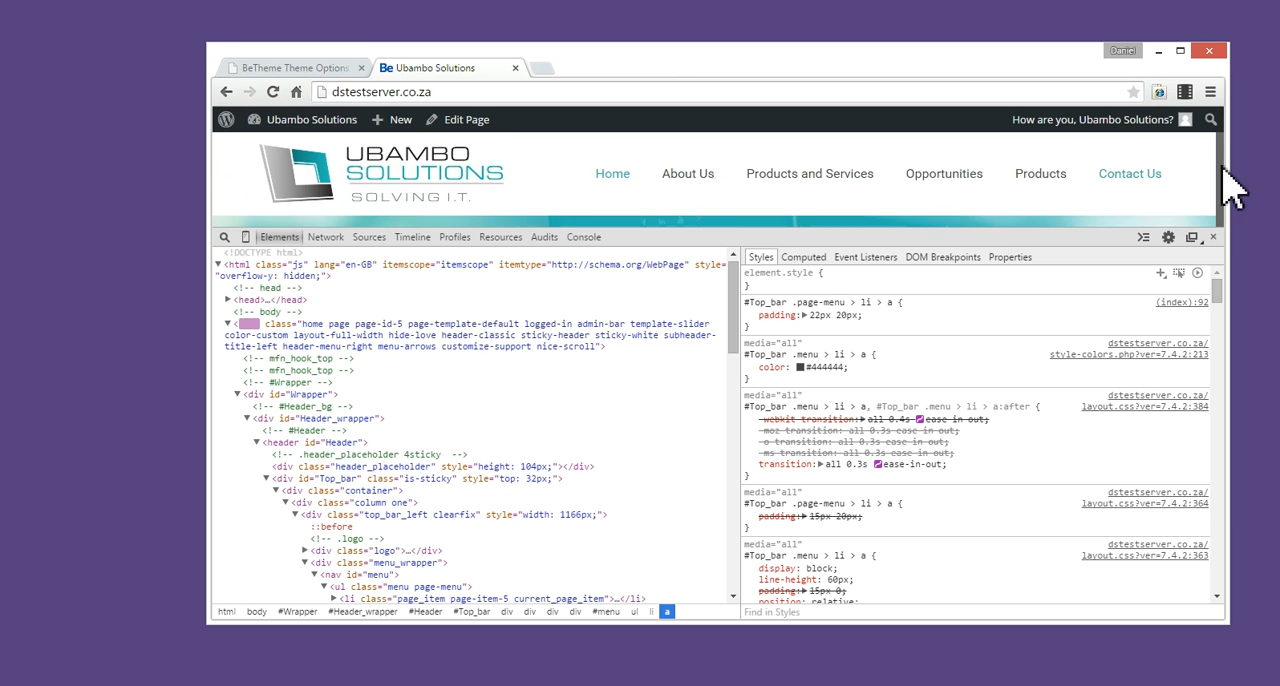 Daniel
BeTheme Theme Options
Be Ubambo Solutions
dstestserver.co.za
Ubambo Solutions New Edit Page How are you, Ubambo Solutions?
UBAMBO
SOLUTIONS
SOLVING I.T.
Home About Us Products and Services Opportunities Products Contact Us
Elements Network Sources Timeline Profiles Resources Audits Console
<!DOCTYPE html>
<html class="js" lang="en-GB" itemscope="itemscope" itemtype="http://schema.org/WebPage" style=
"overflow-y: hidden;">
<!-- head -->
<head>…</head>
<!-- body -->
< class="home page page-id-5 page-template-default logged-in admin-bar template-slider
color-custom layout-full-width hide-love header-classic sticky-header sticky-white subheader-
title-left header-menu-right menu-arrows customize-support nice-scroll">
<!-- mfn_hook_top -->
<!-- mfn_hook_top -->
<!-- #Wrapper -->
<div id="Wrapper">
<!-- #Header_bg -->
<div id="Header_wrapper">
<!-- #Header -->
<header id="Header">
<!-- .header_placeholder 4sticky -->
<div class="header_placeholder" style="height: 104px;"></div>
<div id="Top_bar" class="is-sticky" style="top: 32px;">
<div class="container">
<div class="column one">
<div class="top_bar_left clearfix" style="width: 1166px;">
::before
<!-- .logo -->
<div class="logo">…</div>
<div class="menu_wrapper">
<nav id="menu">
<ul class="menu page-menu">
<li class="page_item page-item-5 current_page_item">…</li>
html body #Wrapper #Header_wrapper #Header #Top_bar div div div div #menu ul li a
Styles Computed Event Listeners DOM Breakpoints Properties
element.style {
}
#Top_bar .page-menu > li > a { (index):92
padding: 22px 20px;
}
media="all" dstestserver.co.za/
#Top_bar .menu > li > a { style-colors.php?ver=7.4.2:213
color: #444444;
}
media="all" dstestserver.co.za/
#Top_bar .menu > li > a, #Top_bar .menu > li > a:after { layout.css?ver=7.4.2:384
-webkit-transition: all 0.4s ease-in-out;
-moz-transition: all 0.3s ease-in-out;
-o-transition: all 0.3s ease-in-out;
-ms-transition: all 0.3s ease-in-out;
transition: all 0.3s ease-in-out;
}
media="all" dstestserver.co.za/
#Top_bar .page-menu > li > a { layout.css?ver=7.4.2:364
padding: 15px 20px;
}
media="all" dstestserver.co.za/
#Top_bar .menu > li > a { layout.css?ver=7.4.2:363
display: block;
line-height: 60px;
padding: 15px 0;
position: relative;
Find in Styles